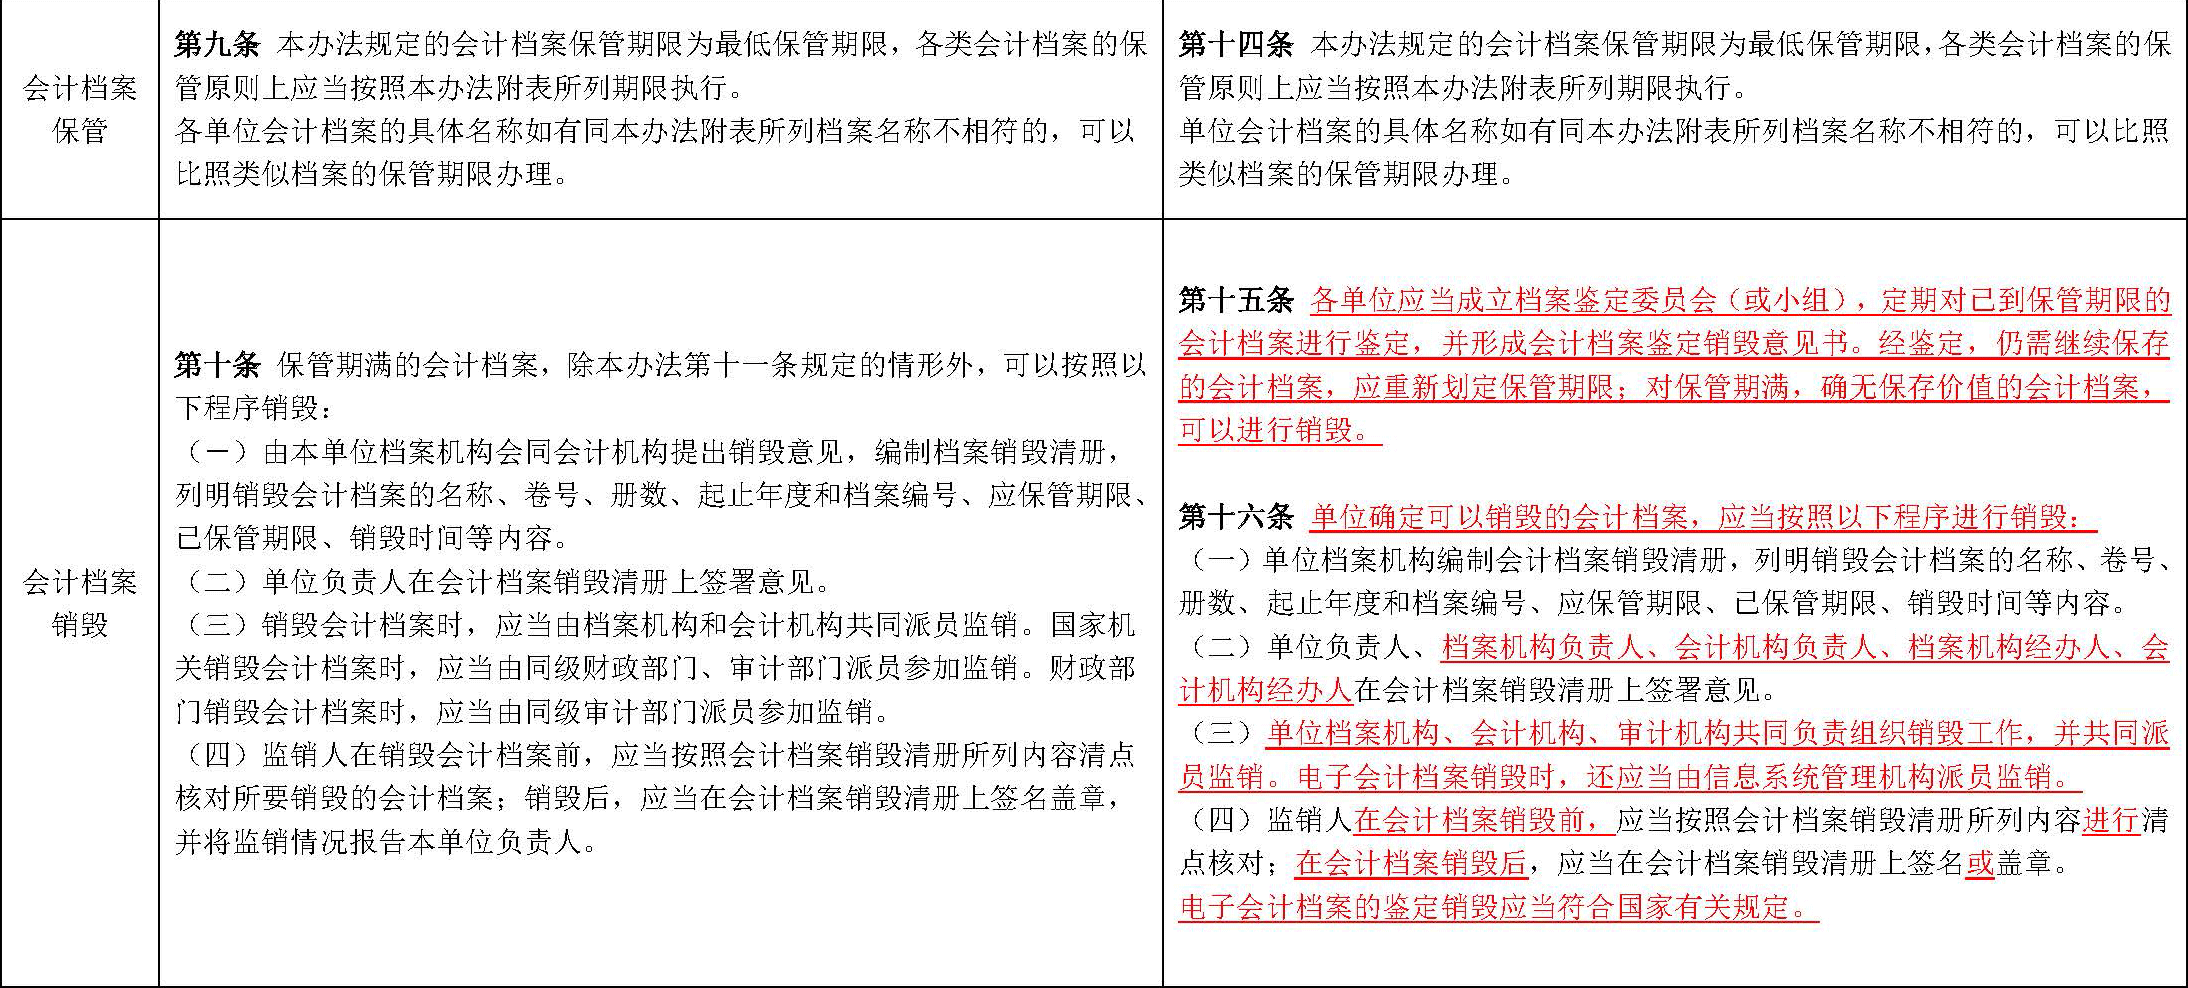 会计档案
保管
第九条 本办法规定的会计档案保管期限为最低保管期限，各类会计档案的保
管原则上应当按照本办法附表所列期限执行。
各单位会计档案的具体名称如有同本办法附表所列档案名称不相符的，可以
比照类似档案的保管期限办理。
第十四条 本办法规定的会计档案保管期限为最低保管期限，各类会计档案的保
管原则上应当按照本办法附表所列期限执行。
单位会计档案的具体名称如有同本办法附表所列档案名称不相符的，可以比照
类似档案的保管期限办理。
会计档案
销毁
第十条 保管期满的会计档案，除本办法第十一条规定的情形外，可以按照以
下程序销毁：
（一）由本单位档案机构会同会计机构提出销毁意见，编制档案销毁清册，
列明销毁会计档案的名称、卷号、册数、起止年度和档案编号、应保管期限、
已保管期限、销毁时间等内容。
（二）单位负责人在会计档案销毁清册上签署意见。
（三）销毁会计档案时，应当由档案机构和会计机构共同派员监销。国家机
关销毁会计档案时，应当由同级财政部门、审计部门派员参加监销。财政部
门销毁会计档案时，应当由同级审计部门派员参加监销。
（四）监销人在销毁会计档案前，应当按照会计档案销毁清册所列内容清点
核对所要销毁的会计档案；销毁后，应当在会计档案销毁清册上签名盖章，
并将监销情况报告本单位负责人。
第十五条 各单位应当成立档案鉴定委员会（或小组），定期对已到保管期限的
会计档案进行鉴定，并形成会计档案鉴定销毁意见书。经鉴定，仍需继续保存
的会计档案，应重新划定保管期限；对保管期满，确无保存价值的会计档案，
可以进行销毁。
第十六条 单位确定可以销毁的会计档案，应当按照以下程序进行销毁：
（一）单位档案机构编制会计档案销毁清册，列明销毁会计档案的名称、卷号、
册数、起止年度和档案编号、应保管期限、已保管期限、销毁时间等内容。
（二）单位负责人、档案机构负责人、会计机构负责人、档案机构经办人、会
计机构经办人在会计档案销毁清册上签署意见。
（三）单位档案机构、会计机构、审计机构共同负责组织销毁工作，并共同派
员监销。电子会计档案销毁时，还应当由信息系统管理机构派员监销。
（四）监销人在会计档案销毁前，应当按照会计档案销毁清册所列内容进行清
点核对；在会计档案销毁后，应当在会计档案销毁清册上签名或盖章。
电子会计档案的鉴定销毁应当符合国家有关规定。